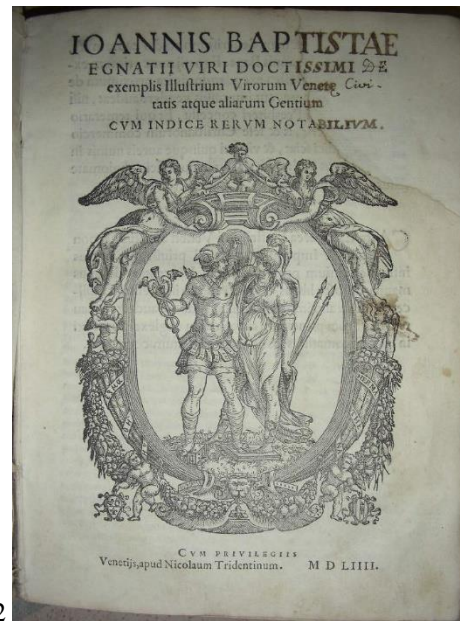 IOANNIS BAPTISTAE
EGNATII VIRI DOCTISSIMI DE
exemplis Illuſtrium Virorum Venetę Civi-
tatis atque aliarum Gentium
CVM INDICE RERVM NOTABILIVM.
CVM PRIVILEGIIS
Venetijs, apud Nicolaum Tridentinum. M D LIIII.
2